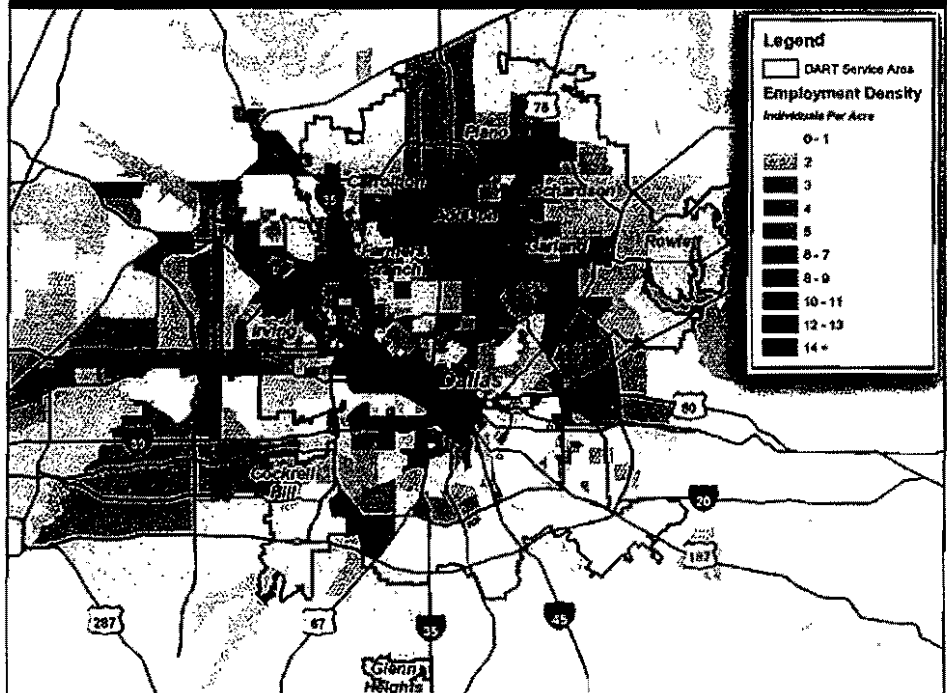 Legend
DART Service Area
Employment Density
Individuals Per Acre
0 - 1
2
3
4
5
6 - 7
8 - 9
10 - 11
12 - 13
14 +
78
Plano
Richardson
Addison
35
Garland
Rowlett
Farmers
Branch
Irving
Dallas
80
30
Cockrell
Hill
20
287
67
35
45
Glenn
Heights